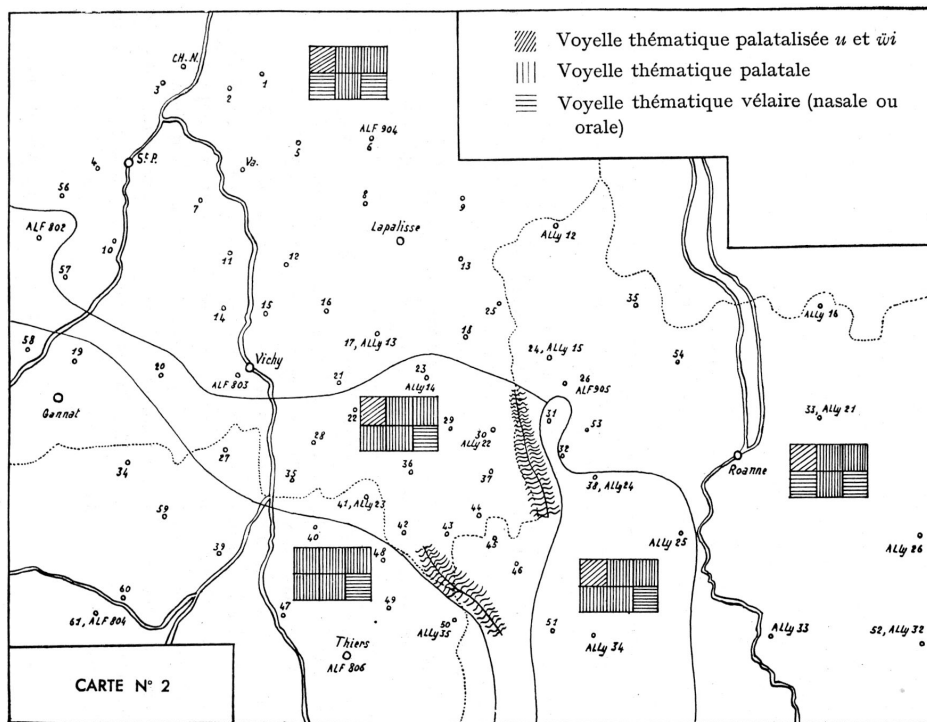 Voyelle thématique palatalisée u et ẅi
Voyelle thématique palatale
Voyelle thématique vélaire (nasale ou
orale)
CH.N.
3
2
1
ALF 904
6
5
4
St P.
Va.
56
7
8
9
ALF 802
Lapalisse
ALLy 12
10
11
12
13
57
14
15
16
25
35
ALLy 16
17, ALLy 13
18
58
19
20
Vichy
ALF 803
21
23
ALLy 14
24, ALLy 15
54
26
ALF 905
Gannat
22
29
30
ALLy 22
31
53
33, ALLy 21
28
27
32
Roanne
34
35
36
37
38, ALLy 24
41, ALLy 23
59
40
42
43
44
45
ALLy 25
ALLy 26
39
48
46
60
61, ALF 804
47
49
50
ALLy 35
51
ALLy 34
ALLy 33
52, ALLy 32
Thiers
ALF 806
CARTE N° 2